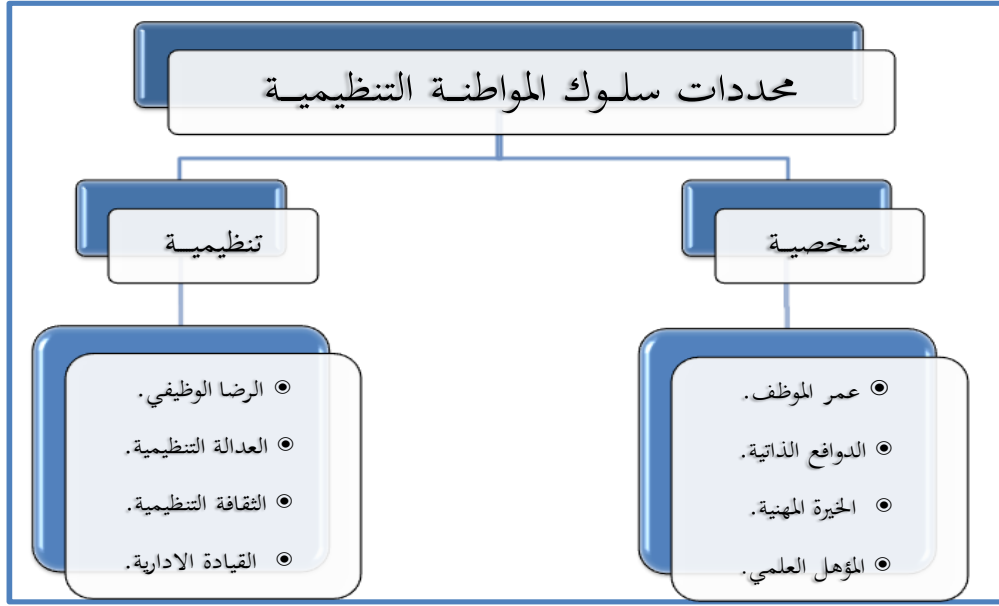 محددات سلوك المواطنة التنظيمية
شخصية
عمر الموظف.
الدوافع الذاتية.
الخيرة المهنية.
المؤهل العلمي.
تنظيمية
الرضا الوظيفي.
العدالة التنظيمية.
الثقافة التنظيمية.
القيادة الادارية.